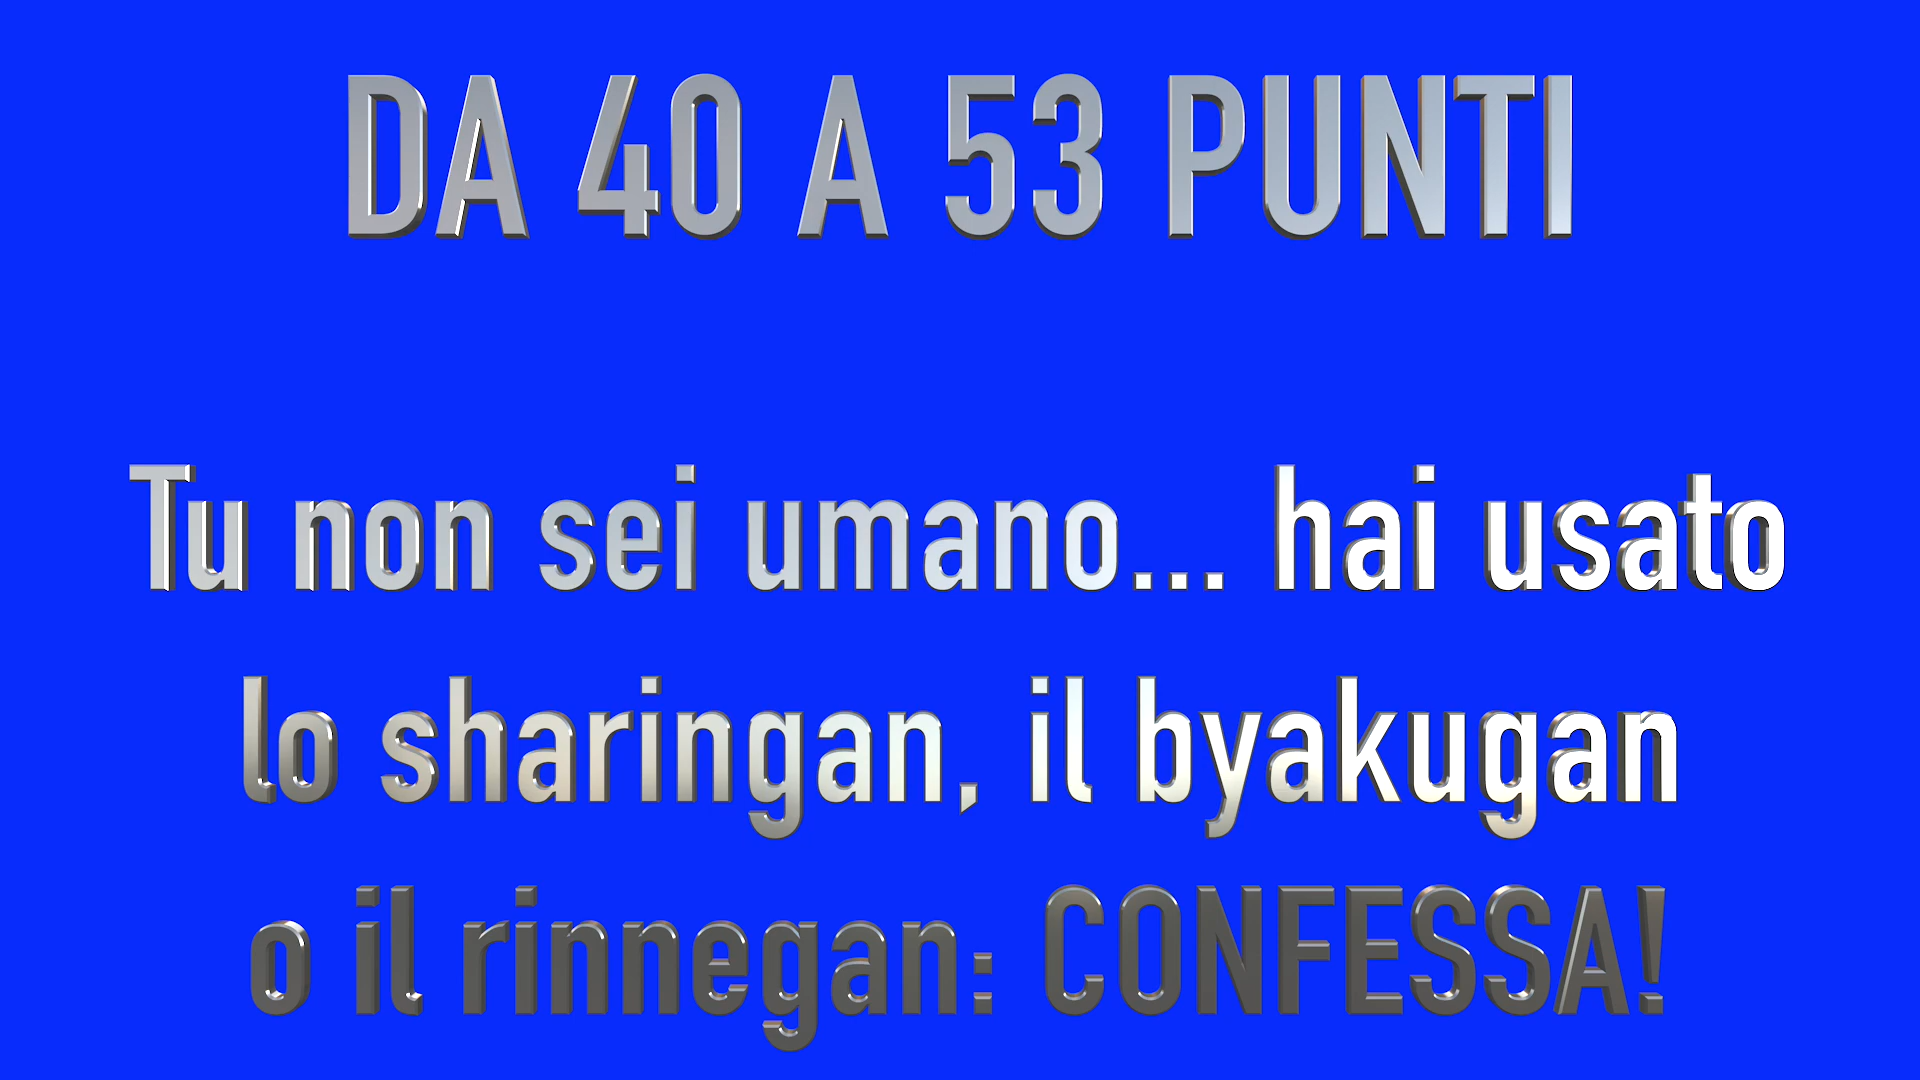 DA 40 A 53 PUNTI
Tu non sei umano... hai usato
lo sharingan, il byakugan
o il rinnegan: CONFESSA!